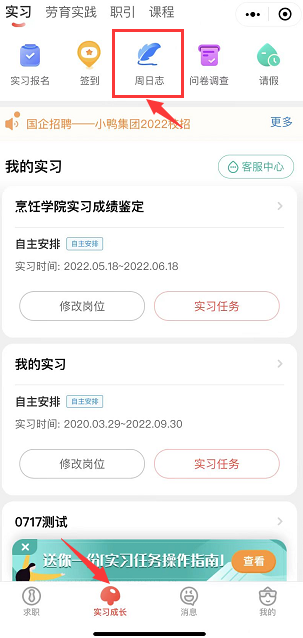 实习 劳育实践 职引 课程
实习报名 签到 周日志 问卷调查 请假
国企招聘——小鸭集团2022校招 更多
我的实习 客服中心
烹饪学院实习成绩鉴定
自主安排 自主安排
实习时间: 2022.05.18~2022.06.18
修改岗位 实习任务
我的实习
自主安排 自主安排
实习时间: 2020.03.29~2022.09.30
修改岗位 实习任务
0717测试
送你一份[实习任务操作指南] 查看
求职 实习成长 消息 我的